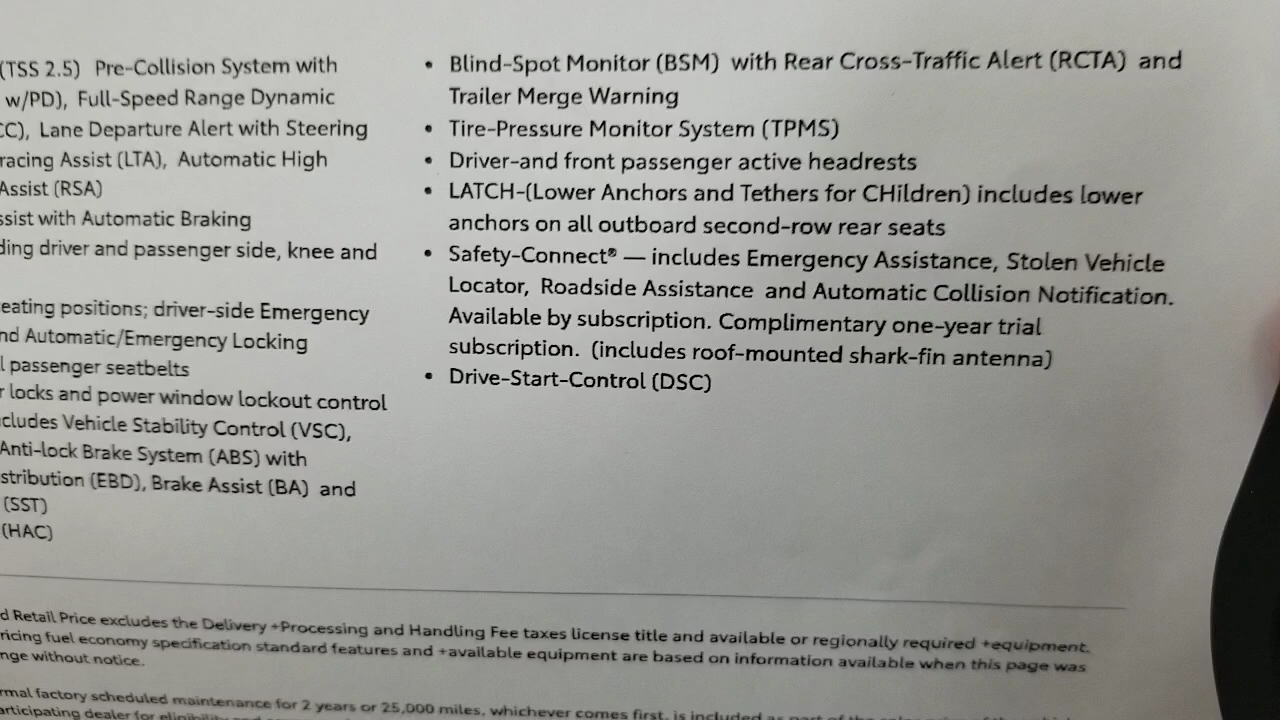 (TSS 2.5) Pre-Collision System with
w/PD), Full-Speed Range Dynamic
CC), Lane Departure Alert with Steering
racing Assist (LTA), Automatic High
Assist (RSA)
ssist with Automatic Braking
ding driver and passenger side, knee and
eating positions; driver-side Emergency
nd Automatic/Emergency Locking
l passenger seatbelts
r locks and power window lockout control
cludes Vehicle Stability Control (VSC),
Anti-lock Brake System (ABS) with
stribution (EBD), Brake Assist (BA) and
(SST)
(HAC)
• Blind-Spot Monitor (BSM) with Rear Cross-Traffic Alert (RCTA) and
Trailer Merge Warning
• Tire-Pressure Monitor System (TPMS)
• Driver-and front passenger active headrests
• LATCH-(Lower Anchors and Tethers for CHildren) includes lower
anchors on all outboard second-row rear seats
• Safety-Connect® — includes Emergency Assistance, Stolen Vehicle
Locator, Roadside Assistance and Automatic Collision Notification.
Available by subscription. Complimentary one-year trial
subscription. (includes roof-mounted shark-fin antenna)
• Drive-Start-Control (DSC)
d Retail Price excludes the Delivery +Processing and Handling Fee taxes license title and available or regionally required +equipment.
ricing fuel economy specification standard features and +available equipment are based on information available when this page was
nge without notice.
rmal factory scheduled maintenance for 2 years or 25,000 miles, whichever comes first, is included as part of the
articipating dealer for eligibility and